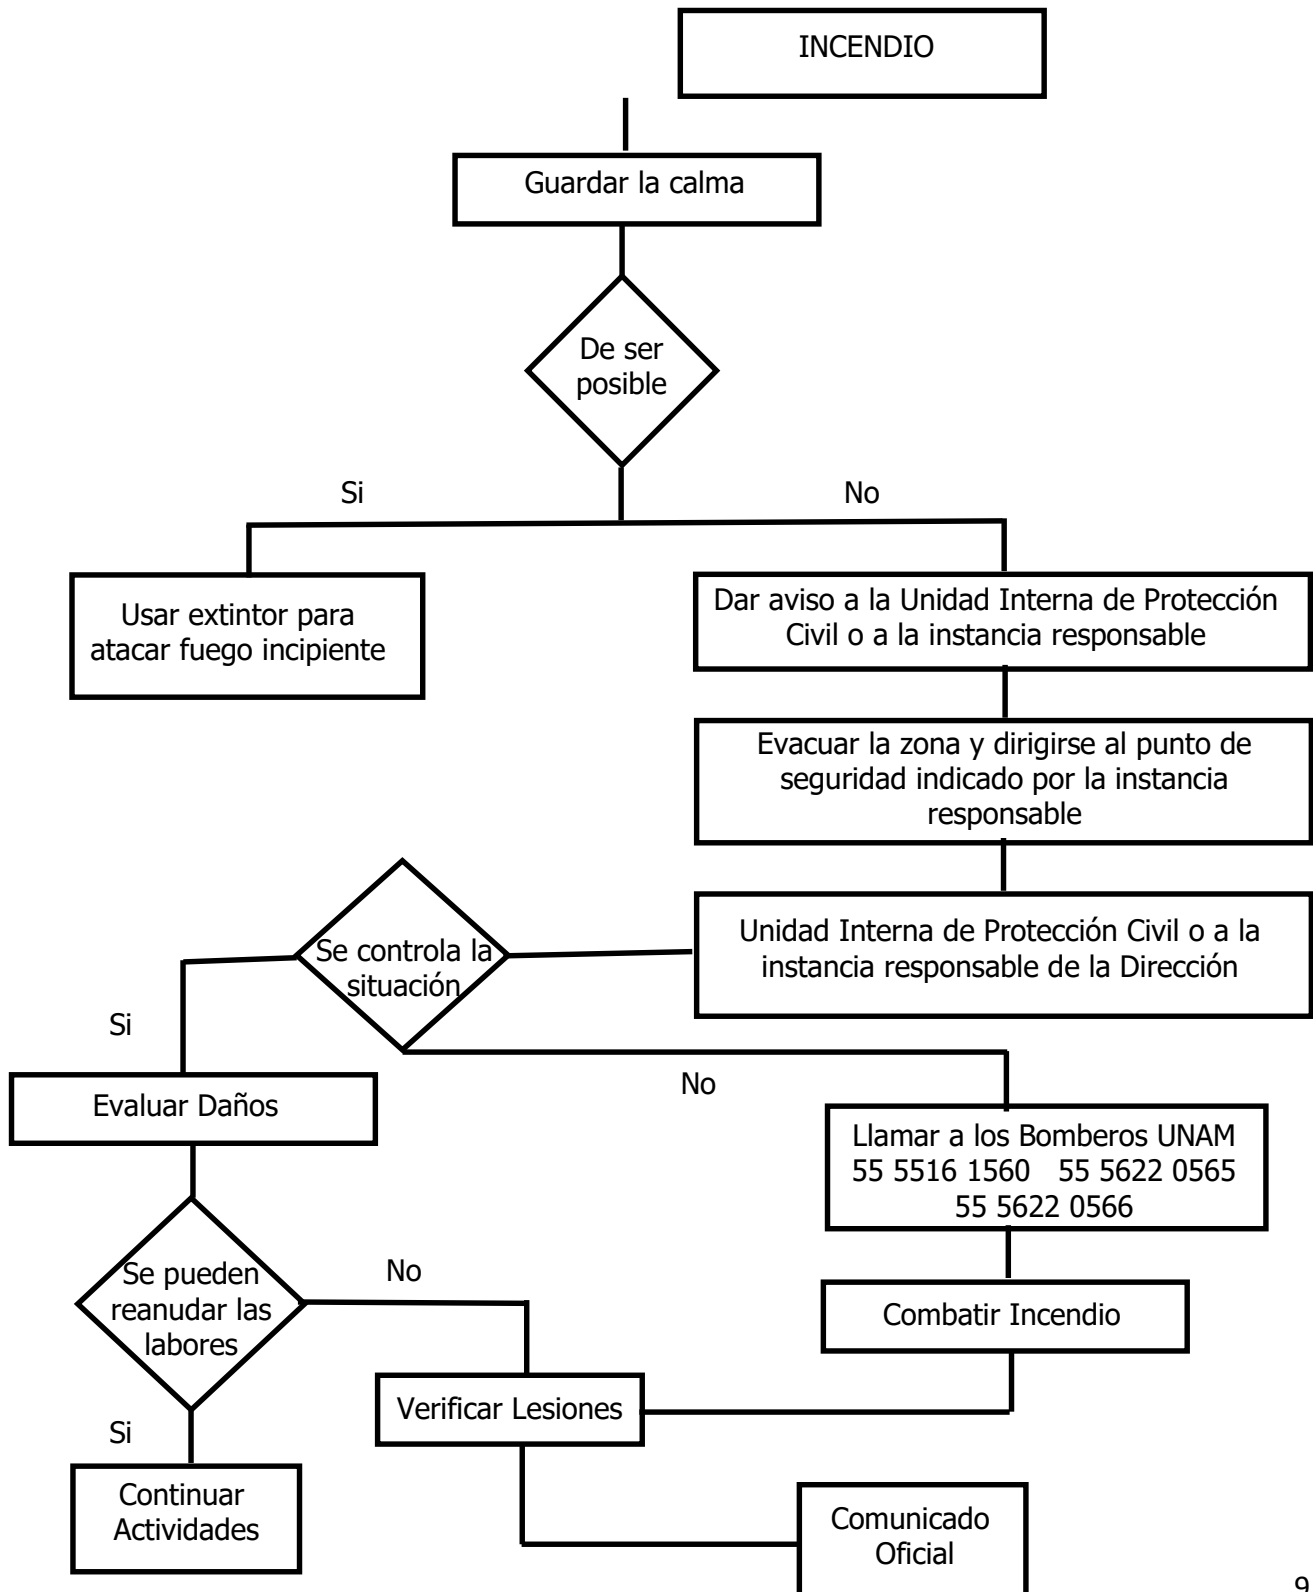 INCENDIO
Guardar la calma
De ser
posible
Si
No
Usar extintor para
atacar fuego incipiente
Dar aviso a la Unidad Interna de Protección
Civil o a la instancia responsable
Evacuar la zona y dirigirse al punto de
seguridad indicado por la instancia
responsable
Unidad Interna de Protección Civil o a la
instancia responsable de la Dirección
Se controla la
situación
Si
No
Evaluar Daños
Llamar a los Bomberos UNAM
55 5516 1560   55 5622 0565
55 5622 0566
Se pueden
reanudar las
labores
No
Combatir Incendio
Verificar Lesiones
Si
Continuar
Actividades
Comunicado
Oficial
9